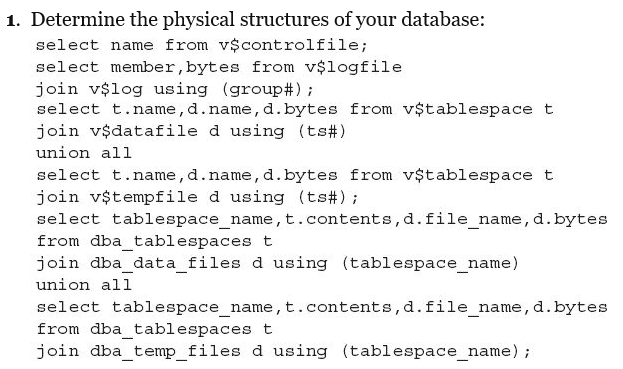 1. Determine the physical structures of your database:
select name from v$controlfile;
select member,bytes from v$logfile
join v$log using (group#);
select t.name,d.name,d.bytes from v$tablespace t
join v$datafile d using (ts#)
union all
select t.name,d.name,d.bytes from v$tablespace t
join v$tempfile d using (ts#);
select tablespace_name,t.contents,d.file_name,d.bytes
from dba_tablespaces t
join dba_data_files d using (tablespace_name)
union all
select tablespace_name,t.contents,d.file_name,d.bytes
from dba_tablespaces t
join dba_temp_files d using (tablespace_name);